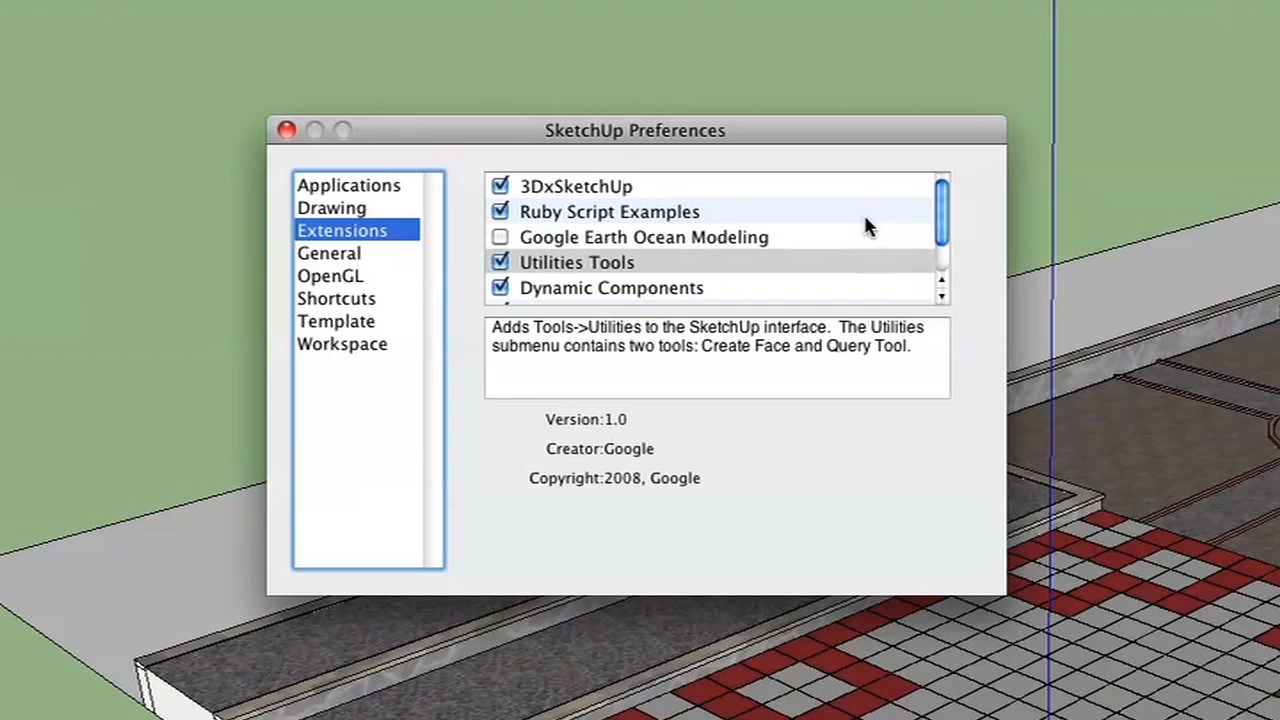 SketchUp Preferences
Applications
Drawing
Extensions
General
OpenGL
Shortcuts
Template
Workspace
3DxSketchUp
Ruby Script Examples
Google Earth Ocean Modeling
Utilities Tools
Dynamic Components
Adds Tools->Utilities to the SketchUp interface. The Utilities
submenu contains two tools: Create Face and Query Tool.
Version:1.0
Creator:Google
Copyright:2008, Google